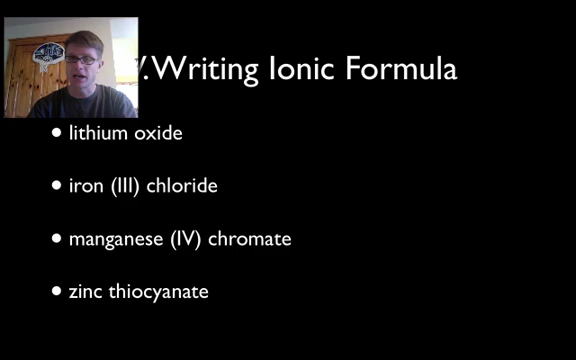 V. Writing Ionic Formula
• lithium oxide
• iron (III) chloride
• manganese (IV) chromate
• zinc thiocyanate